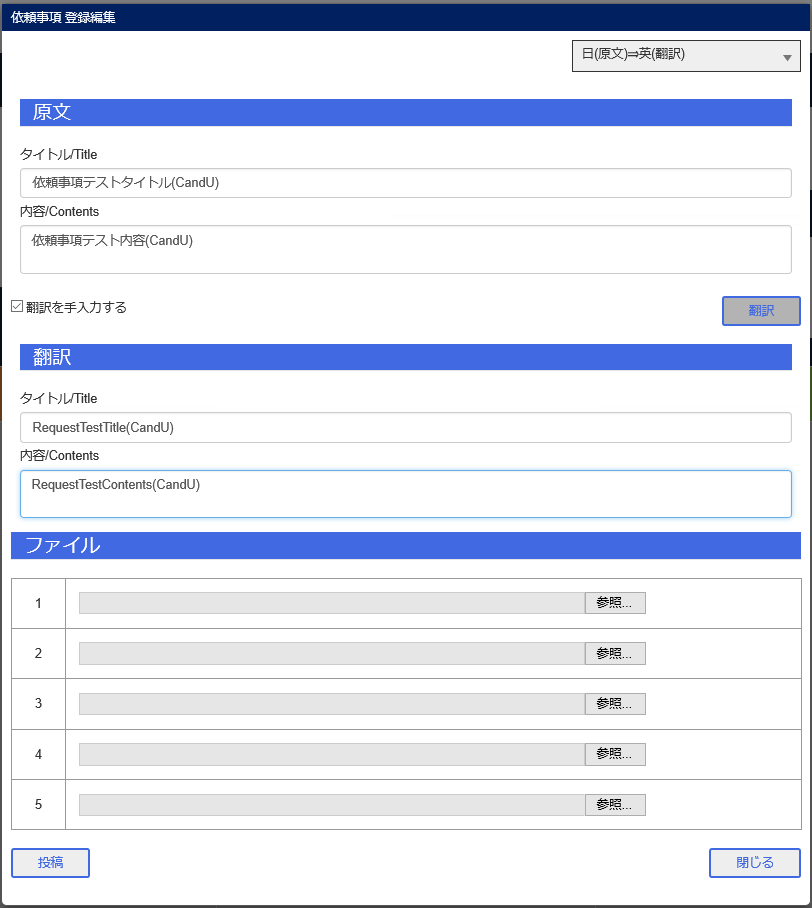 依頼事項 登録編集
日(原文)⇒英(翻訳)
原文
タイトル/Title
依頼事項テストタイトル(CandU)
内容/Contents
依頼事項テスト内容(CandU)
翻訳を手入力する
翻訳
翻訳
タイトル/Title
RequestTestTitle(CandU)
内容/Contents
RequestTestContents(CandU)
ファイル
1 参照...
2 参照...
3 参照...
4 参照...
5 参照...
投稿 閉じる